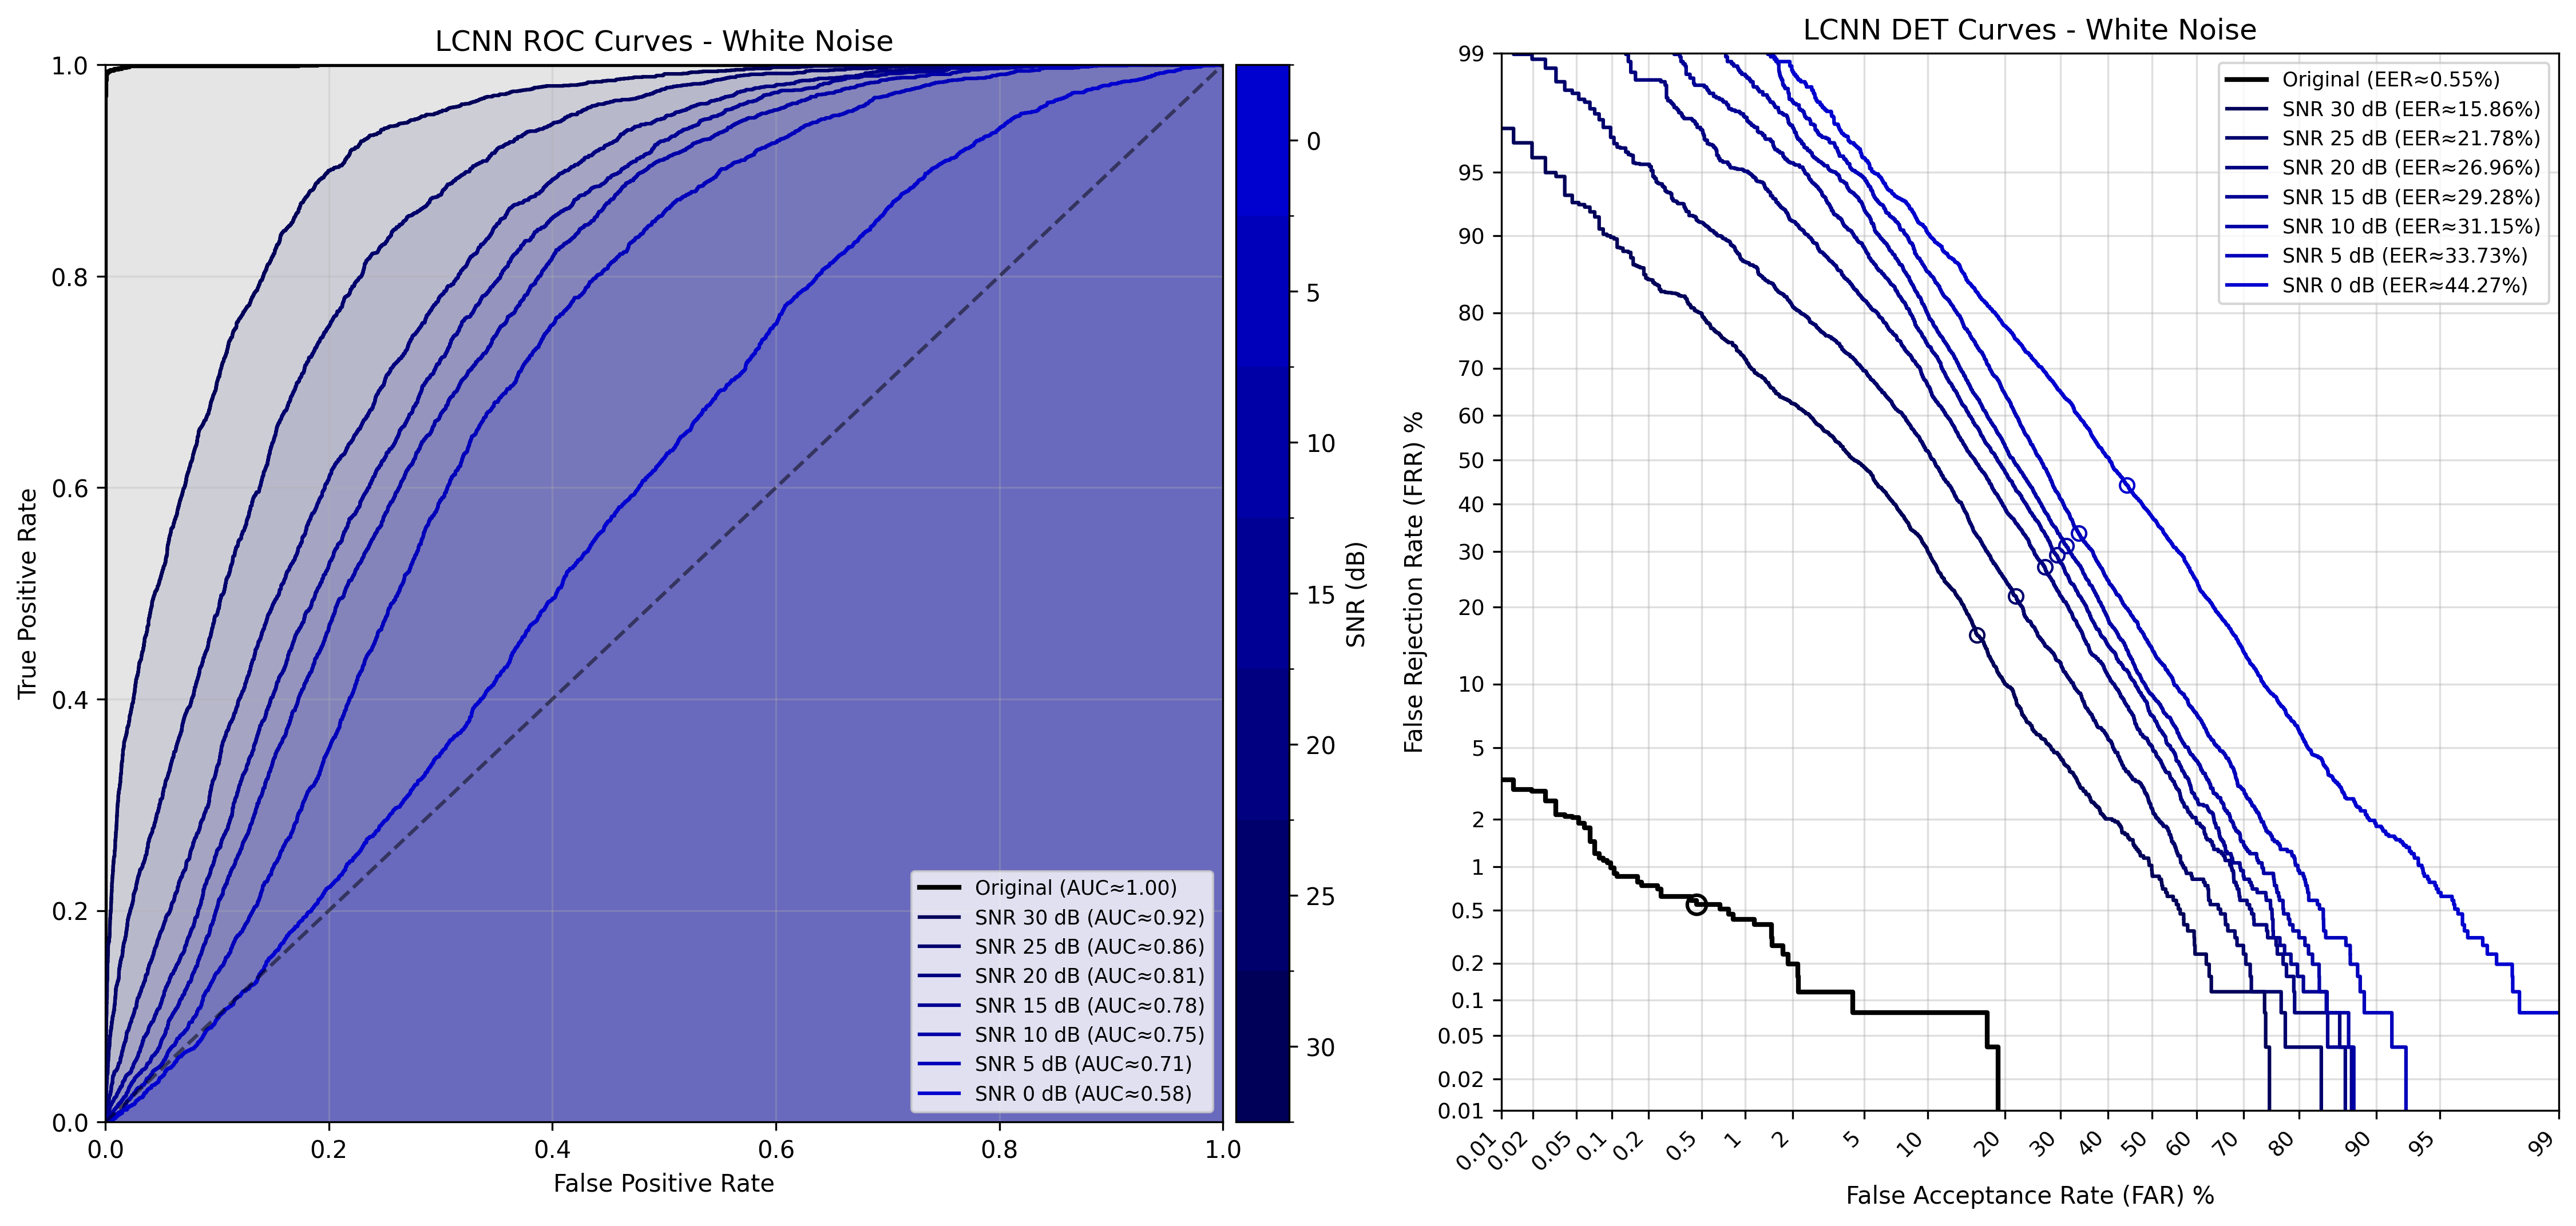 LCNN ROC Curves - White Noise
1.0
0.8
0.6
0.4
0.2
0.0
True Positive Rate
0.0 0.2 0.4 0.6 0.8 1.0
False Positive Rate
Original (AUC≈1.00)
SNR 30 dB (AUC≈0.92)
SNR 25 dB (AUC≈0.86)
SNR 20 dB (AUC≈0.81)
SNR 15 dB (AUC≈0.78)
SNR 10 dB (AUC≈0.75)
SNR 5 dB (AUC≈0.71)
SNR 0 dB (AUC≈0.58)
0
5
10
15
20
25
30
SNR (dB)
LCNN DET Curves - White Noise
99
95
90
80
70
60
50
40
30
20
10
5
2
1
0.5
0.2
0.1
0.05
0.02
0.01
False Rejection Rate (FRR) %
Original (EER≈0.55%)
SNR 30 dB (EER≈15.86%)
SNR 25 dB (EER≈21.78%)
SNR 20 dB (EER≈26.96%)
SNR 15 dB (EER≈29.28%)
SNR 10 dB (EER≈31.15%)
SNR 5 dB (EER≈33.73%)
SNR 0 dB (EER≈44.27%)
0.01 0.02 0.05 0.1 0.2 0.5 1 2 5 10 20 30 40 50 60 70 80 90 95 99
False Acceptance Rate (FAR) %